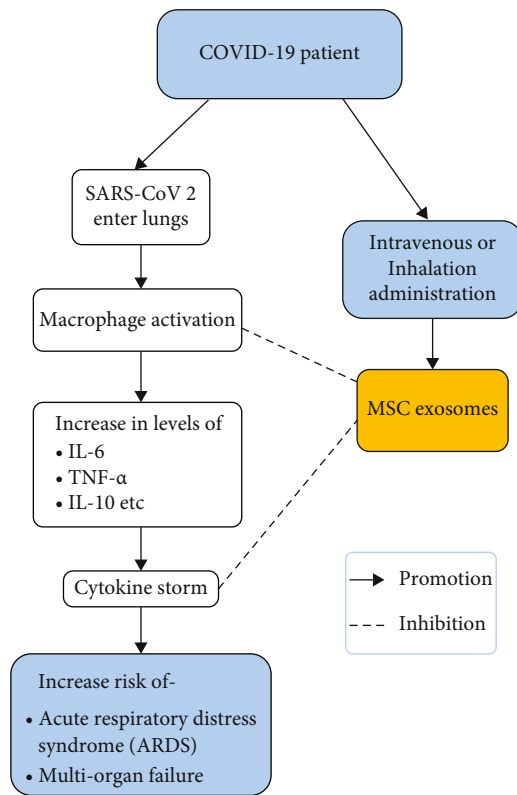 COVID-19 patient
SARS-CoV 2
enter lungs
Intravenous or
Inhalation
administration
Macrophage activation
MSC exosomes
Increase in levels of
• IL-6
• TNF-α
• IL-10 etc
Cytokine storm
Promotion
Inhibition
Increase risk of-
• Acute respiratory distress
syndrome (ARDS)
• Multi-organ failure